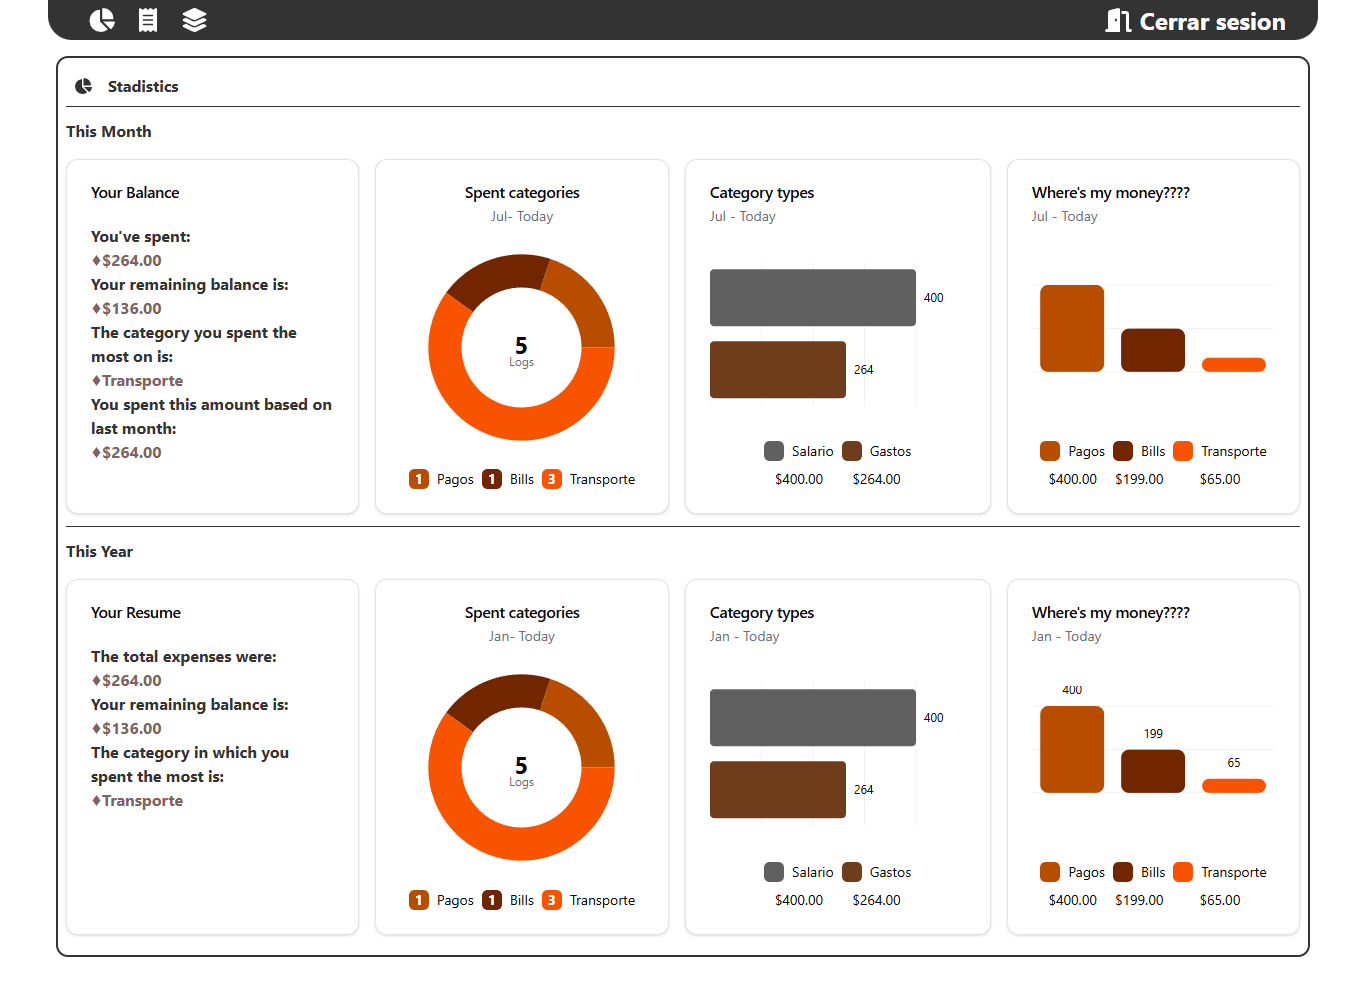 Cerrar sesion
Stadistics
This Month
Your Balance
You've spent:
♦$264.00
Your remaining balance is:
♦$136.00
The category you spent the
most on is:
♦Transporte
You spent this amount based on
last month:
♦$264.00
Spent categories
Jul- Today
5
Logs
1 Pagos 1 Bills 3 Transporte
Category types
Jul - Today
400
264
Salario Gastos
$400.00 $264.00
Where's my money????
Jul - Today
Pagos Bills Transporte
$400.00 $199.00 $65.00
This Year
Your Resume
The total expenses were:
♦$264.00
Your remaining balance is:
♦$136.00
The category in which you
spent the most is:
♦Transporte
Spent categories
Jan- Today
5
Logs
1 Pagos 1 Bills 3 Transporte
Category types
Jan - Today
400
264
Salario Gastos
$400.00 $264.00
Where's my money????
Jan - Today
400
199
65
Pagos Bills Transporte
$400.00 $199.00 $65.00